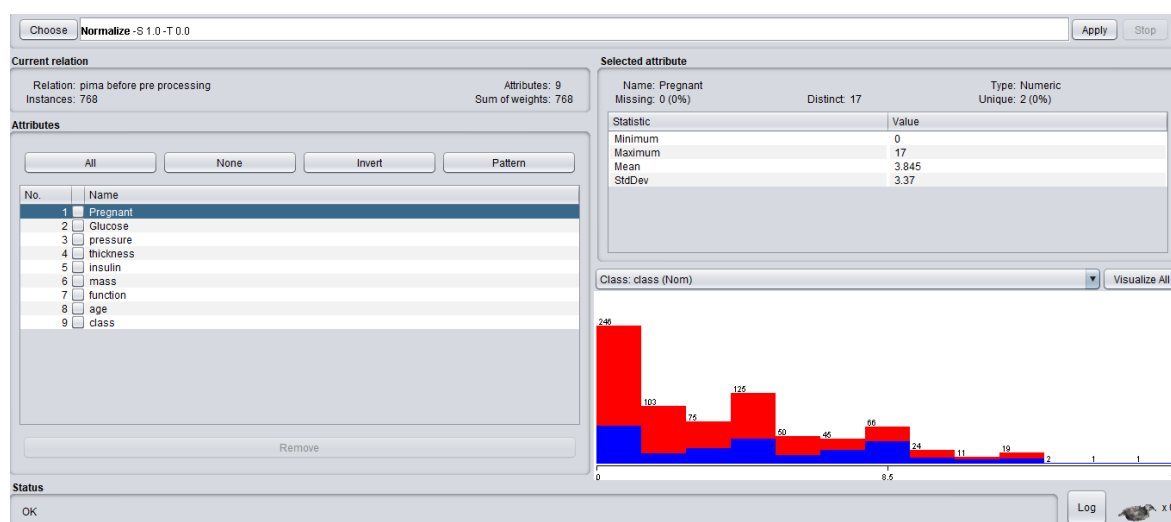 Choose Normalize -S 1.0 -T 0.0 Apply Stop
Current relation
Relation: pima before pre processing Attributes: 9
Instances: 768 Sum of weights: 768
Attributes
All None Invert Pattern
No. Name
1 Pregnant
2 Glucose
3 pressure
4 thickness
5 insulin
6 mass
7 function
8 age
9 class
Remove
Selected attribute
Name: Pregnant Type: Numeric
Missing: 0 (0%) Distinct: 17 Unique: 2 (0%)
Statistic Value
Minimum 0
Maximum 17
Mean 3.845
StdDev 3.37
Class: class (Nom) Visualize All
246
103
75
125
50
45
66
24
11
19
2
1
1
0 8.5
Status
OK Log x